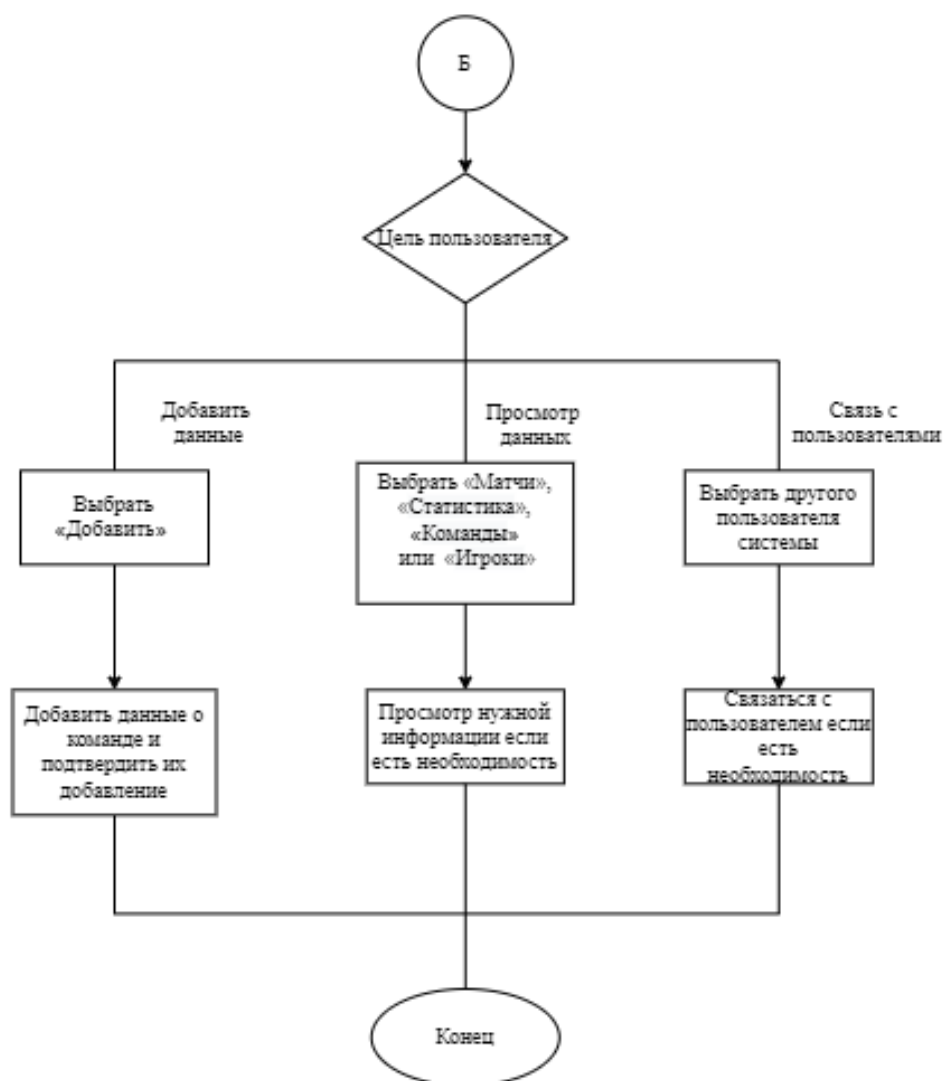 Б
Цель пользователя
Добавить
данные
Просмотр
данных
Связь с
пользователями
Выбрать
«Добавить»
Выбрать «Матчи»,
«Статистика»,
«Команды»
или «Игроки»
Выбрать другого
пользователя
системы
Добавить данные о
команде и
подтвердить их
добавление
Просмотр нужной
информации если
есть необходимость
Связаться с
пользователем если
есть
необходимость
Конец